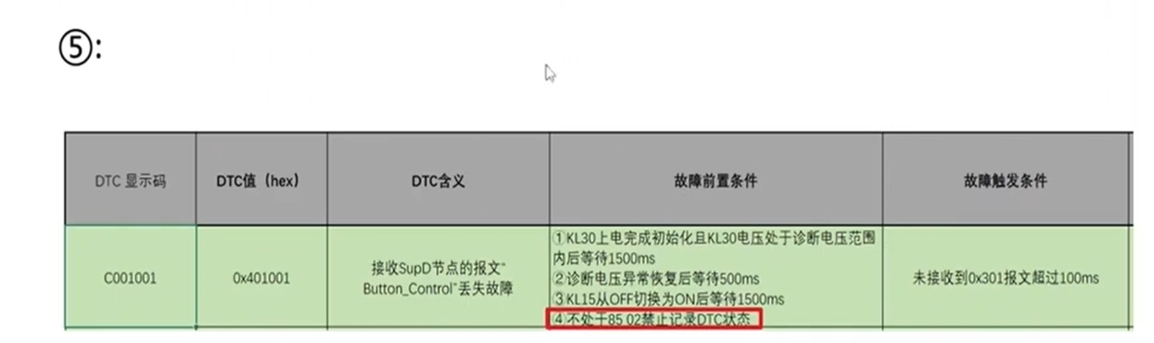 ⑤:
DTC 显示码
DTC值（hex）
DTC含义
故障前置条件
故障触发条件
C001001
0x401001
接收SupD节点的报文“
Button_Control”丢失故障
①KL30上电完成初始化且KL30电压处于诊断电压范围
内后等待1500ms
②诊断电压异常恢复后等待500ms
③KL15从OFF切换为ON后等待1500ms
④不处于85 02禁止记录DTC状态
未接收到0x301报文超过100ms